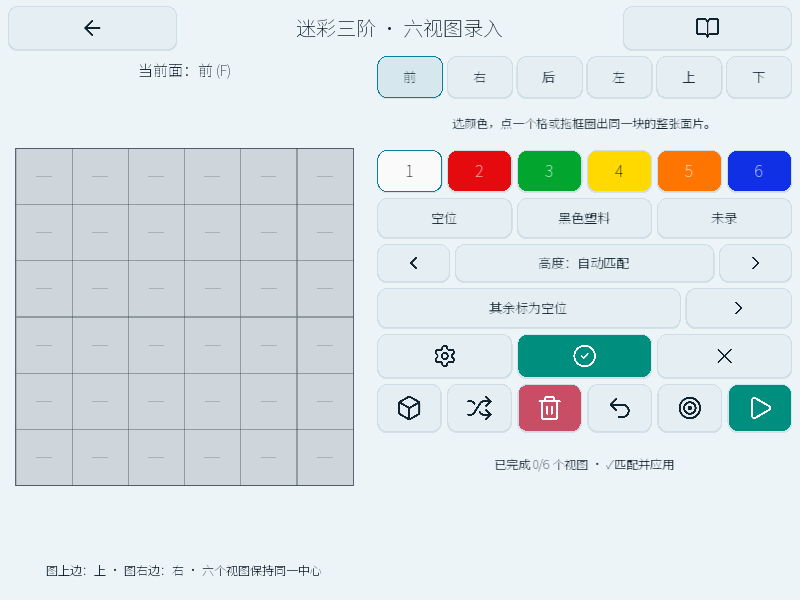 迷彩三阶 · 六视图录入
当前面：前 (F)
前 右 后 左 上 下
选颜色，点一个格或拖框圈出同一块的整张面片。
1 2 3 4 5 6
空位 黑色塑料 未录
高度：自动匹配
其余标为空位
已完成 0/6 个视图 · ✓匹配并应用
图上边：上 · 图右边：右 · 六个视图保持同一中心